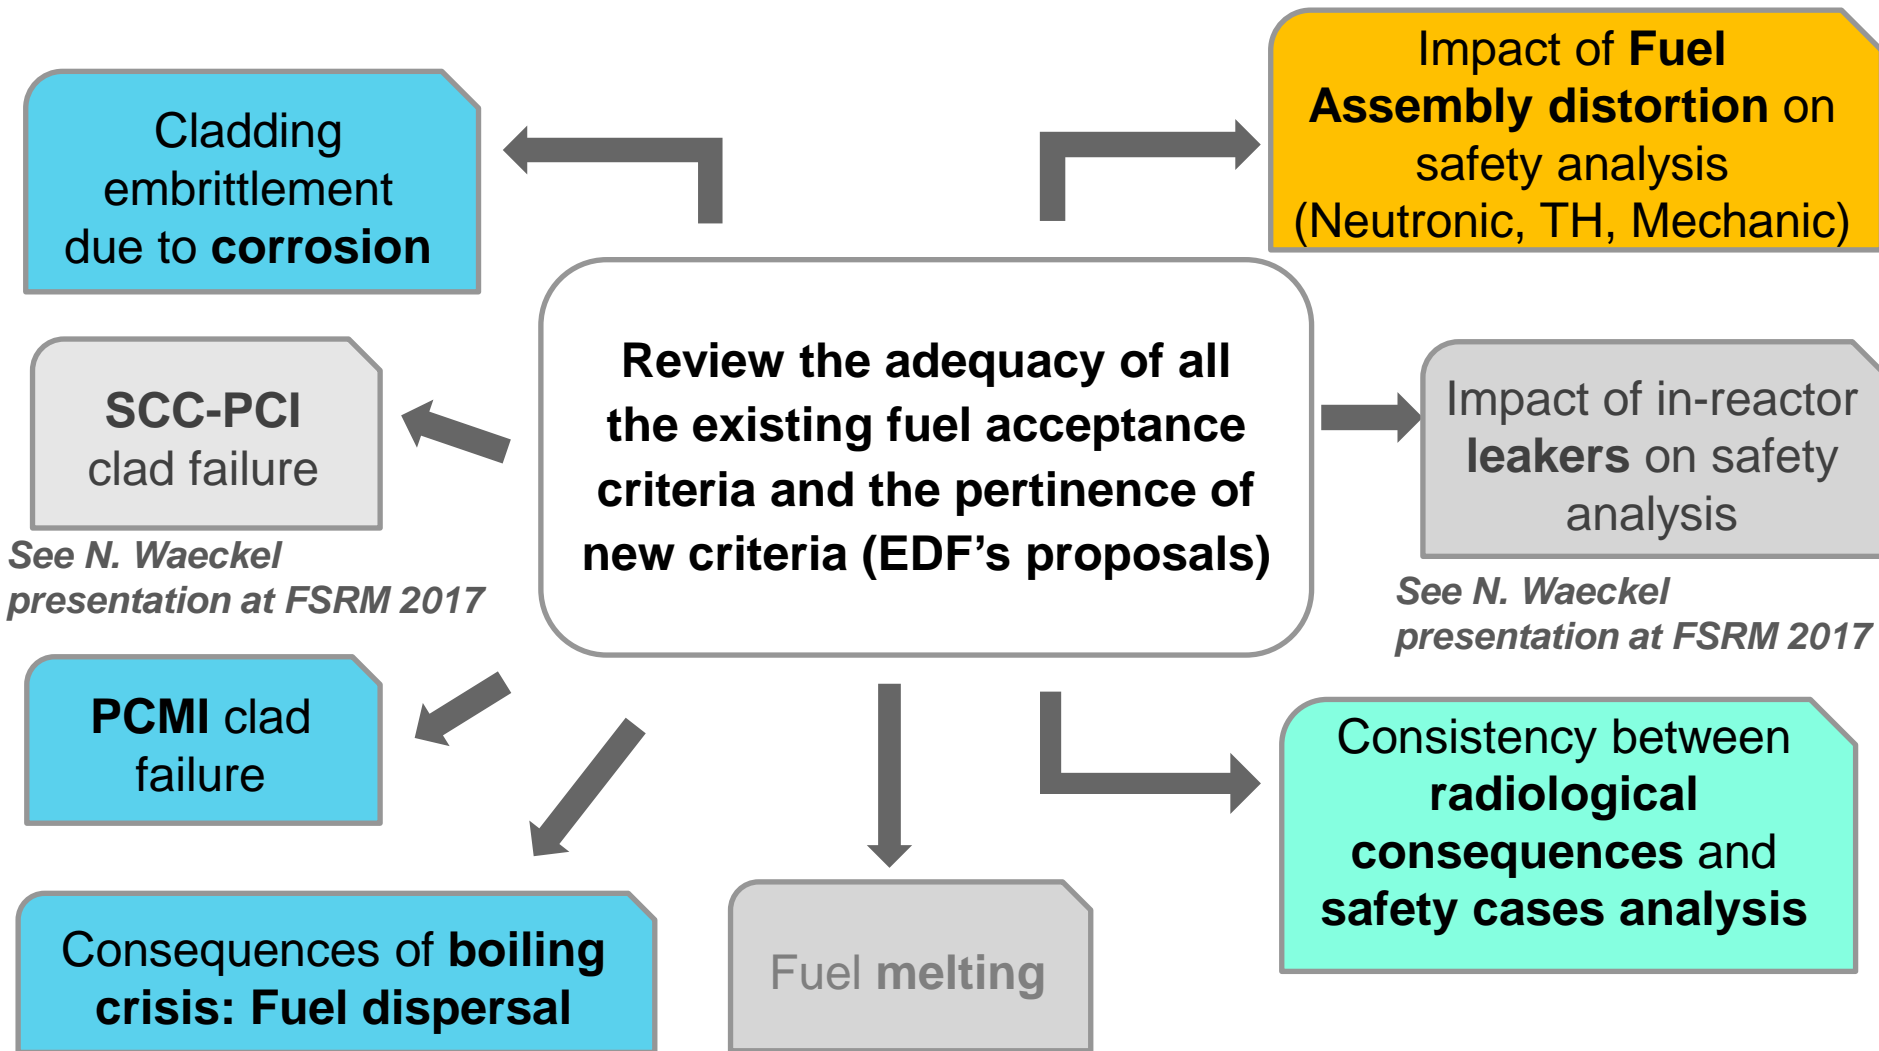 Impact of Fuel
Assembly distortion on
safety analysis
(Neutronic, TH, Mechanic)
Cladding
embrittlement
due to corrosion
Review the adequacy of all
the existing fuel acceptance
criteria and the pertinence of
new criteria (EDF’s proposals)
SCC-PCI
clad failure
See N. Waeckel
presentation at FSRM 2017
Impact of in-reactor
leakers on safety
analysis
See N. Waeckel
presentation at FSRM 2017
PCMI clad
failure
Consistency between
radiological
consequences and
safety cases analysis
Consequences of boiling
crisis: Fuel dispersal
Fuel melting